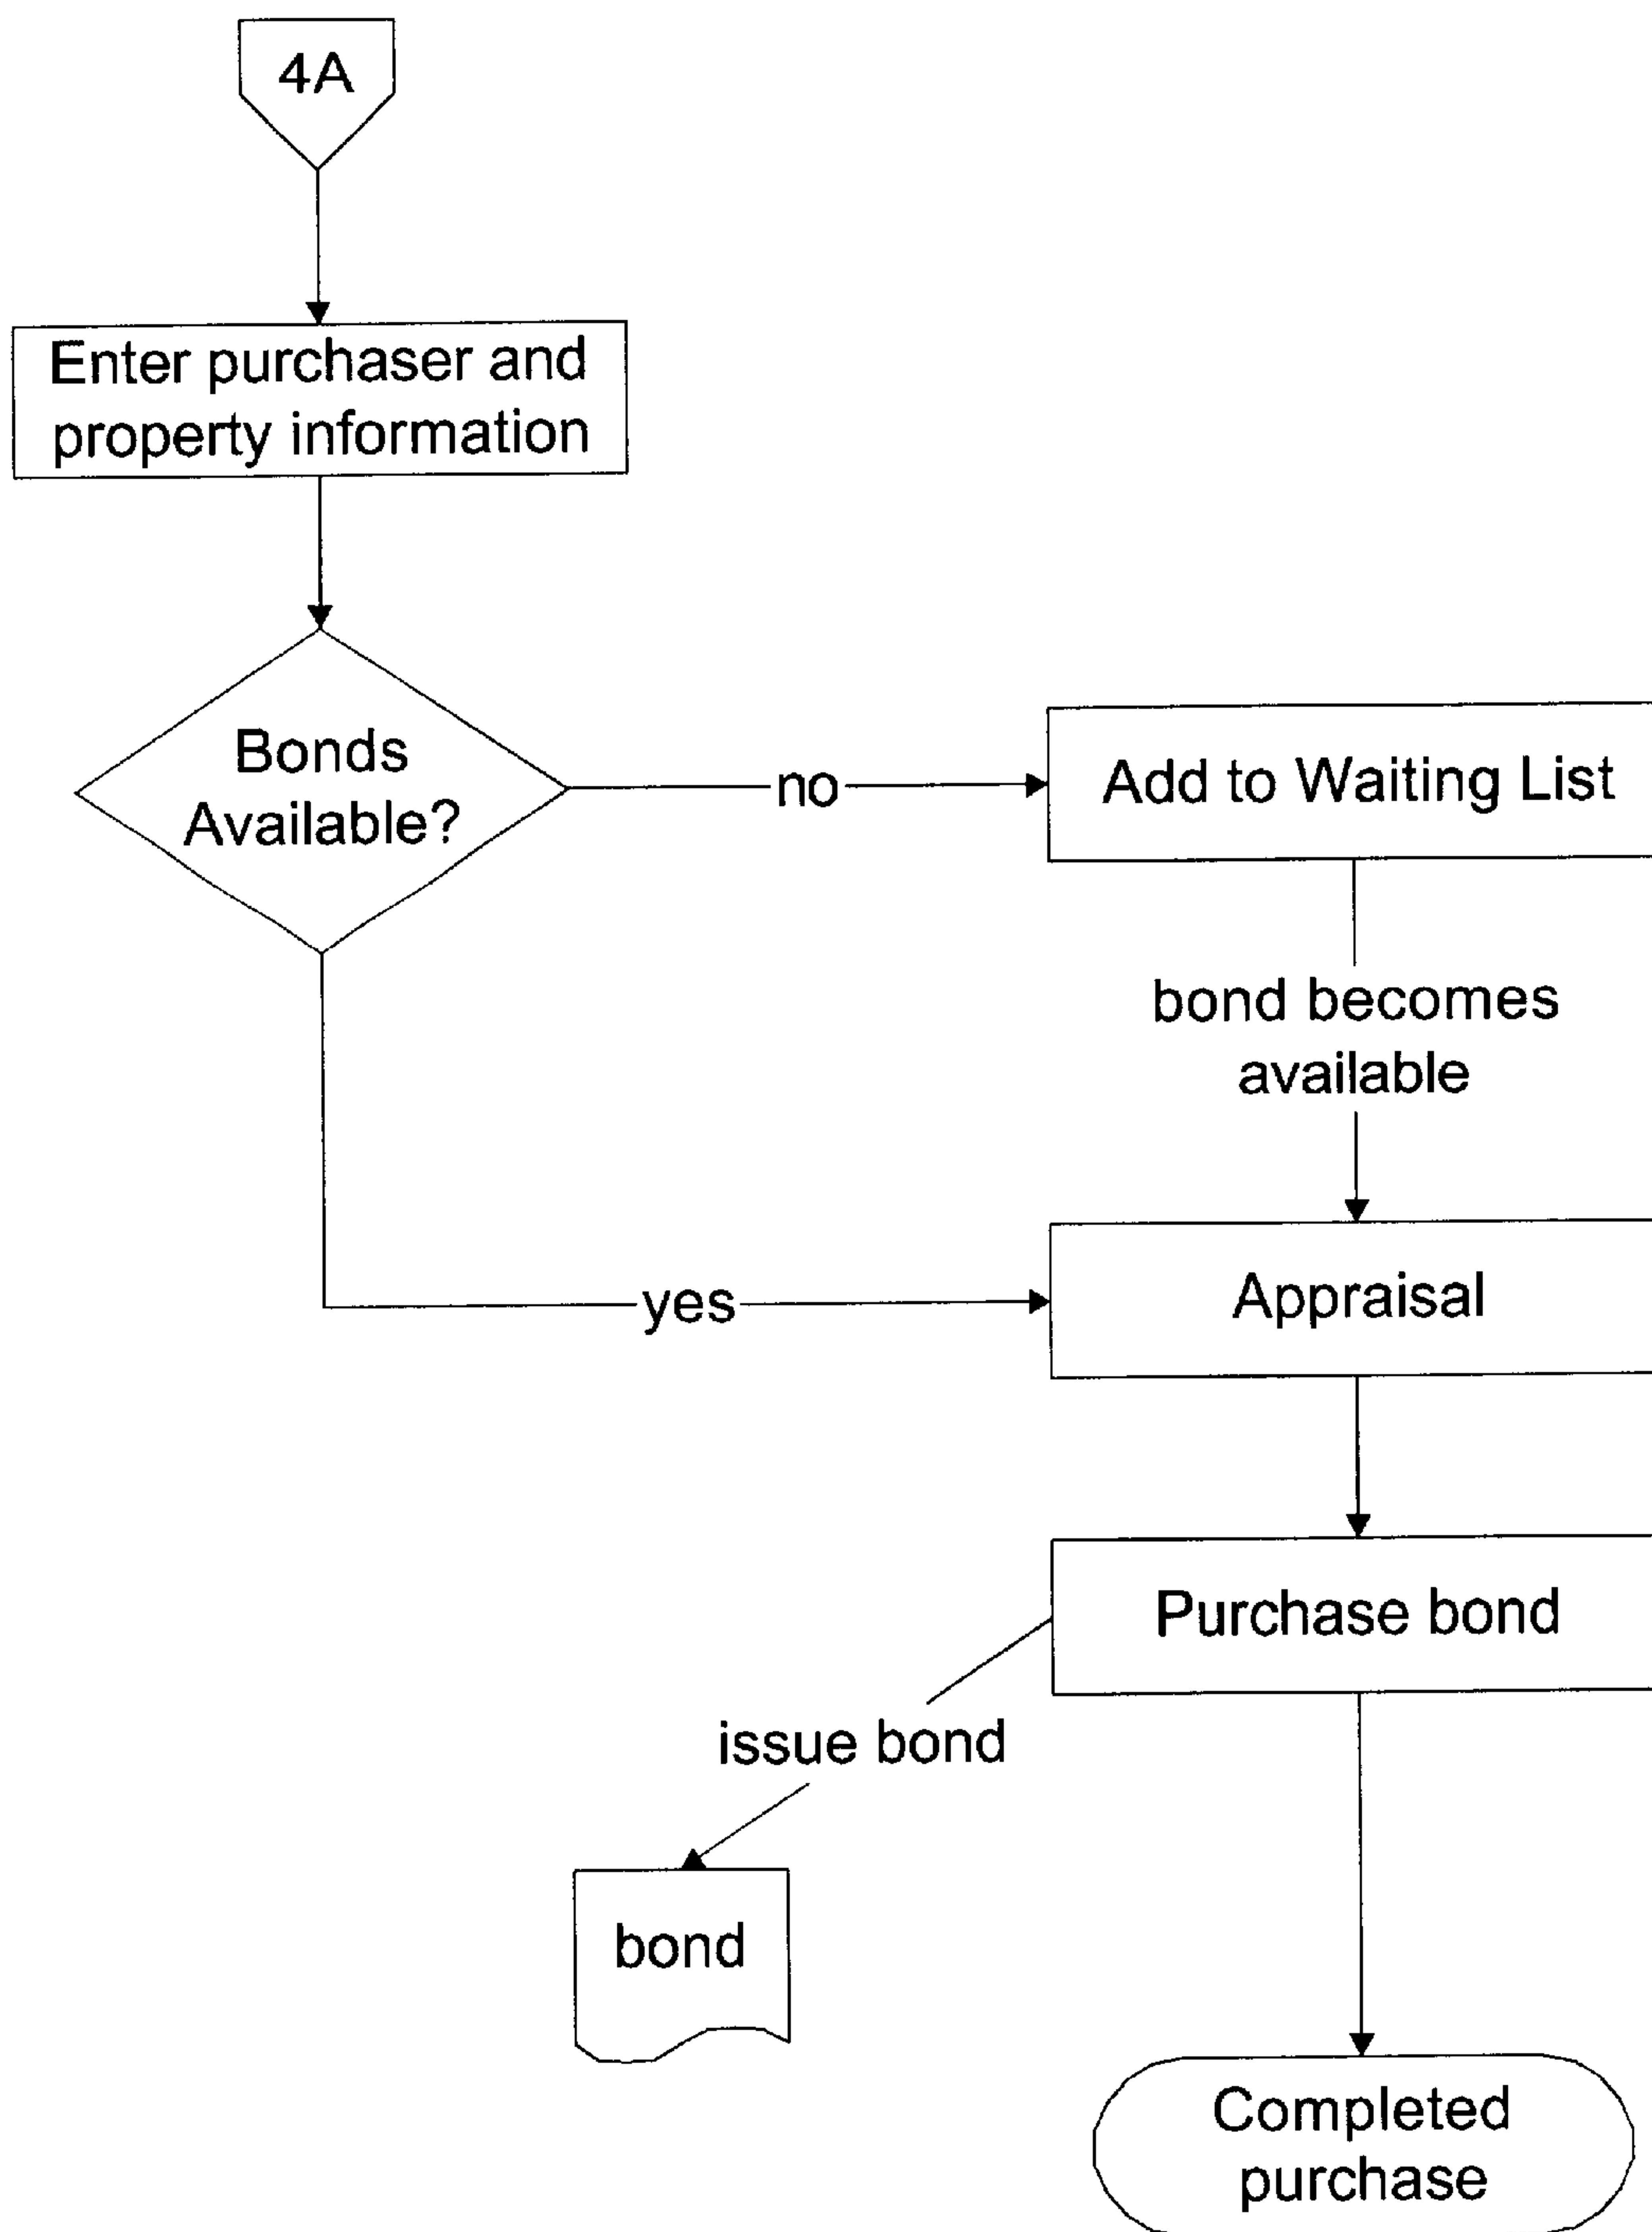 4A
Enter purchaser and
property information
Bonds
Available?
no
Add to Waiting List
bond becomes
available
yes
Appraisal
Purchase bond
issue bond
bond
Completed
purchase